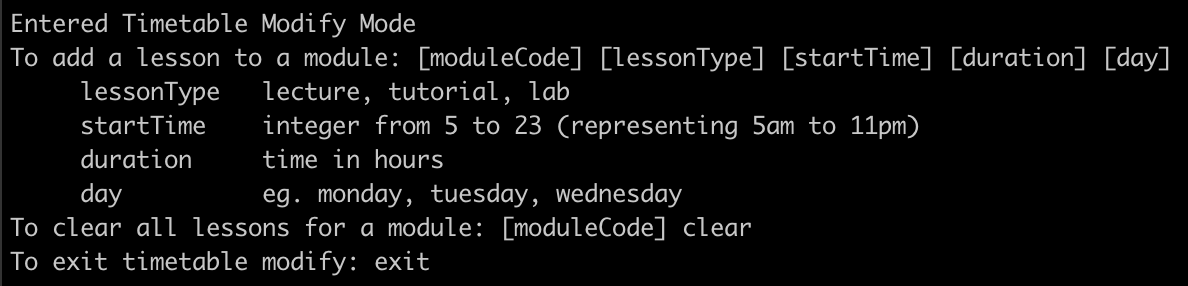 Entered Timetable Modify Mode
To add a lesson to a module: [moduleCode] [lessonType] [startTime] [duration] [day]
lessonType lecture, tutorial, lab
startTime integer from 5 to 23 (representing 5am to 11pm)
duration time in hours
day eg. monday, tuesday, wednesday
To clear all lessons for a module: [moduleCode] clear
To exit timetable modify: exit